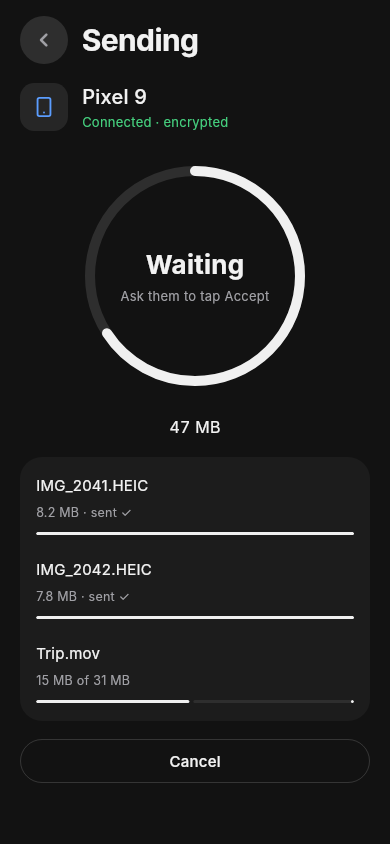 Sending
Pixel 9
Connected · encrypted
Waiting
Ask them to tap Accept
47 MB
IMG_2041.HEIC
8.2 MB · sent ✓
IMG_2042.HEIC
7.8 MB · sent ✓
Trip.mov
15 MB of 31 MB
Cancel